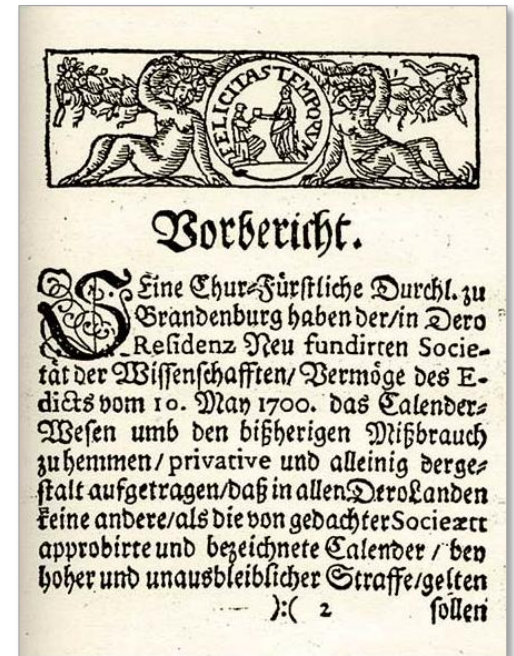 FELICITAS TEMPORUM
Vorbericht.
SEine Chur-Fürstliche Durchl. zu
Brandenburg haben der/in Dero
Residenz Neu fundirten Socie-
tät der Wissenschafften/ Vermöge des E-
dicts vom 10. May 1700. das Calender-
Wesen umb den bißherigen Mißbrauch
zu hemmen/ privative und alleinig derge-
stalt aufgetragen/daß in allen Dero Landen
keine andere/als die von gedachter Societætt
approbirte und bezeichnete Calender / bey
hoher und unausbleiblicher Straffe/gelten
):( 2 sollen